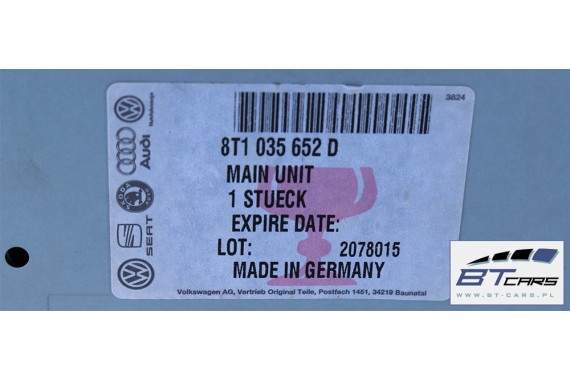 3824
8T1 035 652 D
MAIN UNIT
1 STUECK
EXPIRE DATE:
LOT: 2078015
MADE IN GERMANY
Volkswagen AG, Vertrieb Original Teile, Postfach 1451, 34219 Baunatal
Audi
SKODA
SEAT
BT CARS
WWW.BT-CARS.PL